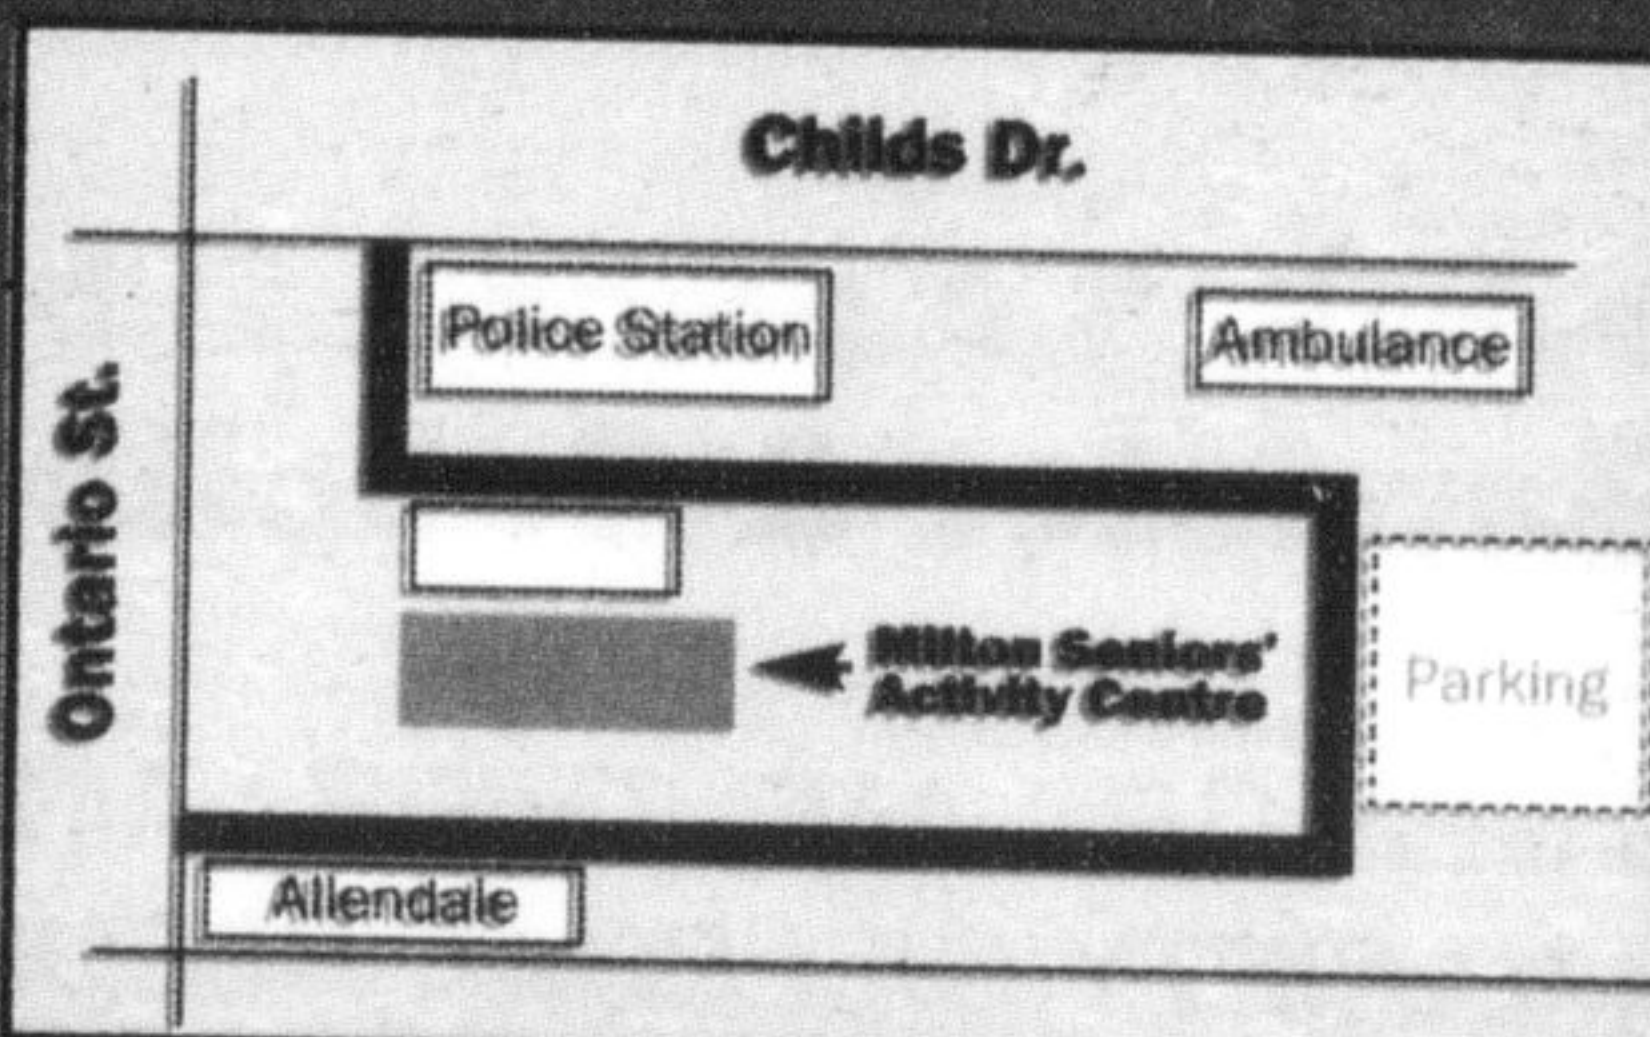 Childs Dr.
Police Station
Ambulance
Ontario St.
Milton Seniors'
Activity Centre
Parking
Allendale